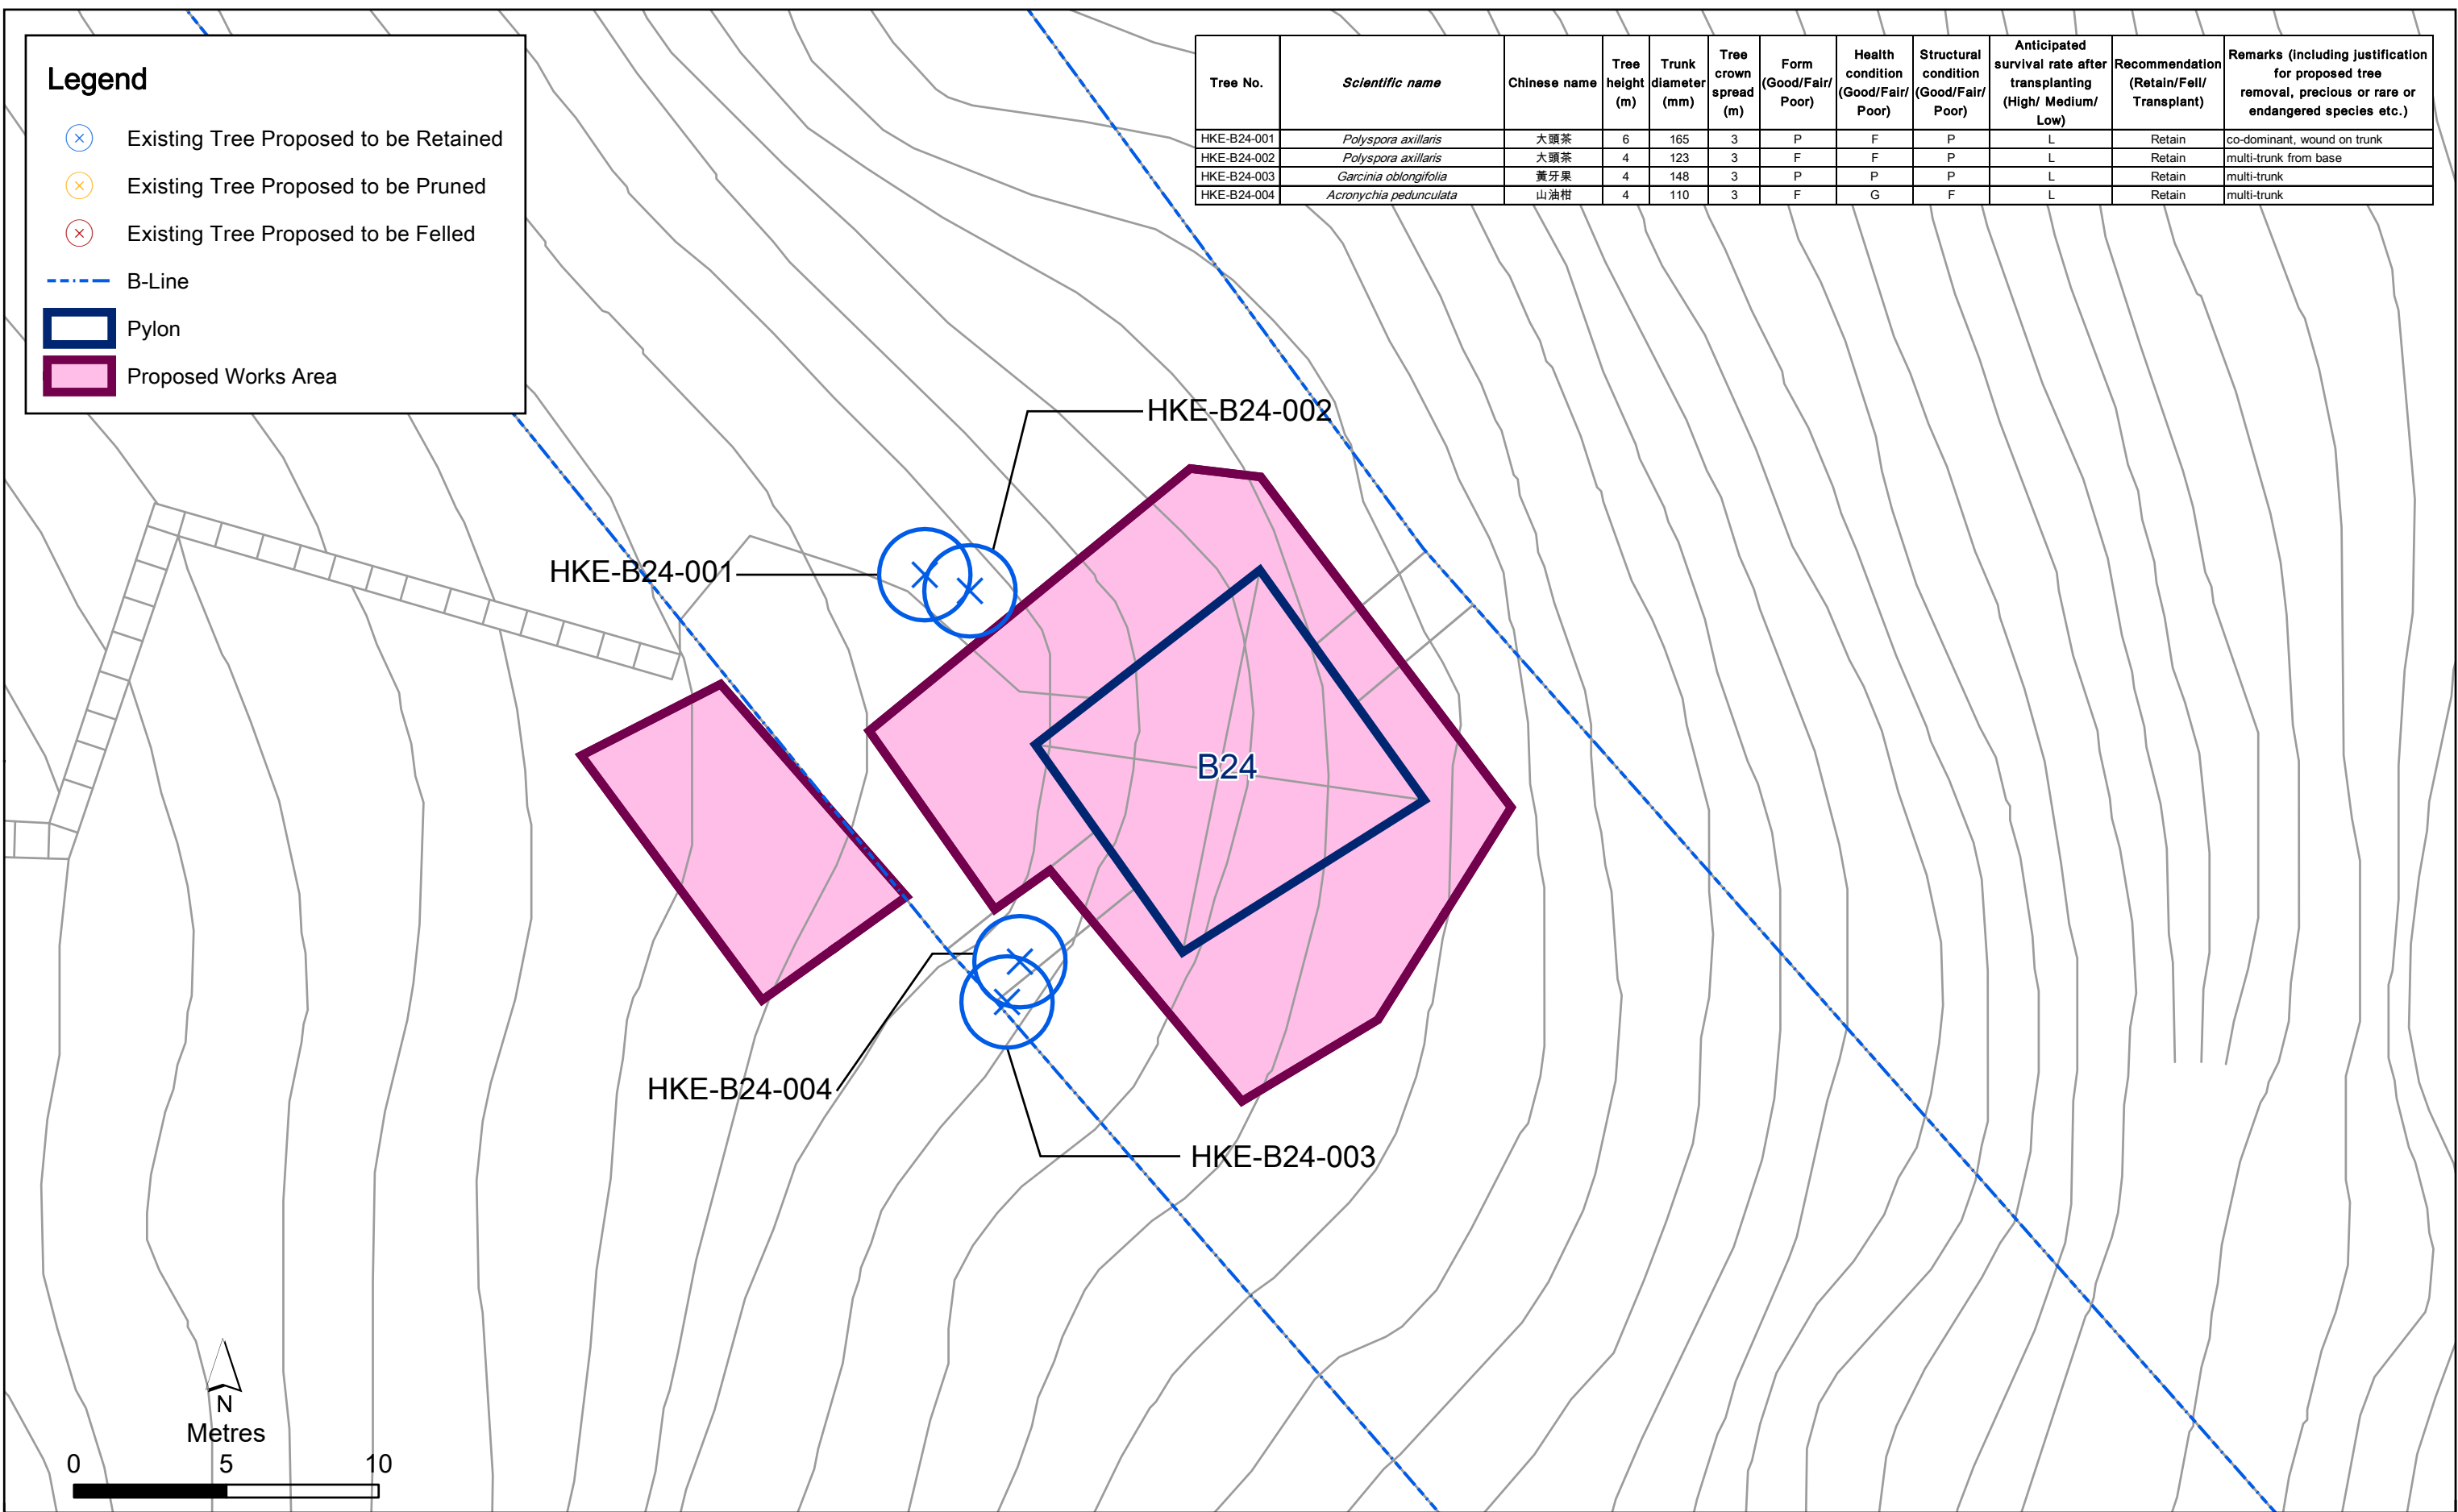 Legend
Existing Tree Proposed to be Retained
Existing Tree Proposed to be Pruned
Existing Tree Proposed to be Felled
B-Line
Pylon
Proposed Works Area
Tree No. Scientific name Chinese name Tree height (m) Trunk diameter (mm) Tree crown spread (m) Form (Good/Fair/ Poor) Health condition (Good/Fair/ Poor) Structural condition (Good/Fair/ Poor) Anticipated survival rate after transplanting (High/ Medium/ Low) Recommendation (Retain/Fell/ Transplant) Remarks (including justification for proposed tree removal, precious or rare or endangered species etc.)
HKE-B24-001 Polyspora axillaris 大頭茶 6 165 3 P F P L Retain co-dominant, wound on trunk
HKE-B24-002 Polyspora axillaris 大頭茶 4 123 3 F F P L Retain multi-trunk from base
HKE-B24-003 Garcinia oblongifolia 黃牙果 4 148 3 P P P L Retain multi-trunk
HKE-B24-004 Acronychia pedunculata 山油柑 4 110 3 F G F L Retain multi-trunk
HKE-B24-002
HKE-B24-001
B24
HKE-B24-004
HKE-B24-003
N
Metres
0 5 10